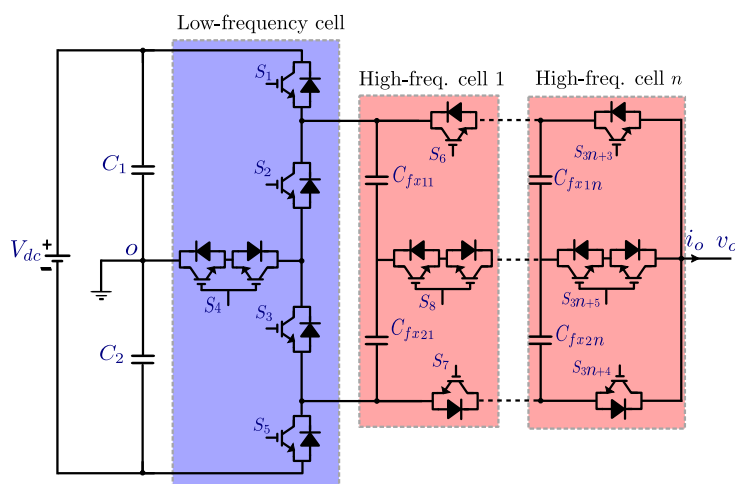 Low-frequency cell
High-freq. cell 1
High-freq. cell n
S1
S2
S3
S4
S5
S6
S7
S8
S3n+3
S3n+5
S3n+4
C1
C2
Cfx11
Cfx21
Cfx1n
Cfx2n
Vdc
+
-
o
io
vo